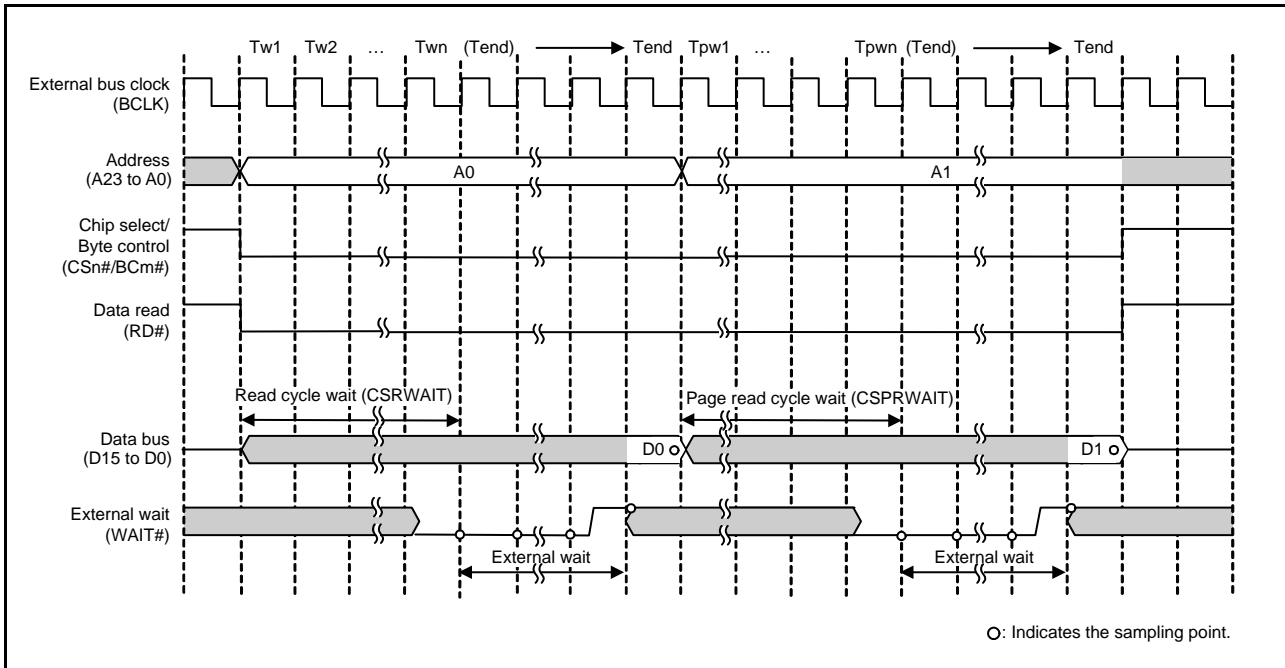 Tw1 Tw2 … Twn (Tend) Tend Tpw1 … Tpwn (Tend) Tend
External bus clock
(BCLK)
Address
(A23 to A0)
A0
A1
Chip select/
Byte control
(CSn#/BCm#)
Data read
(RD#)
Read cycle wait (CSRWAIT)
Page read cycle wait (CSPRWAIT)
Data bus
(D15 to D0)
D0
D1
External wait
(WAIT#)
External wait
External wait
: Indicates the sampling point.